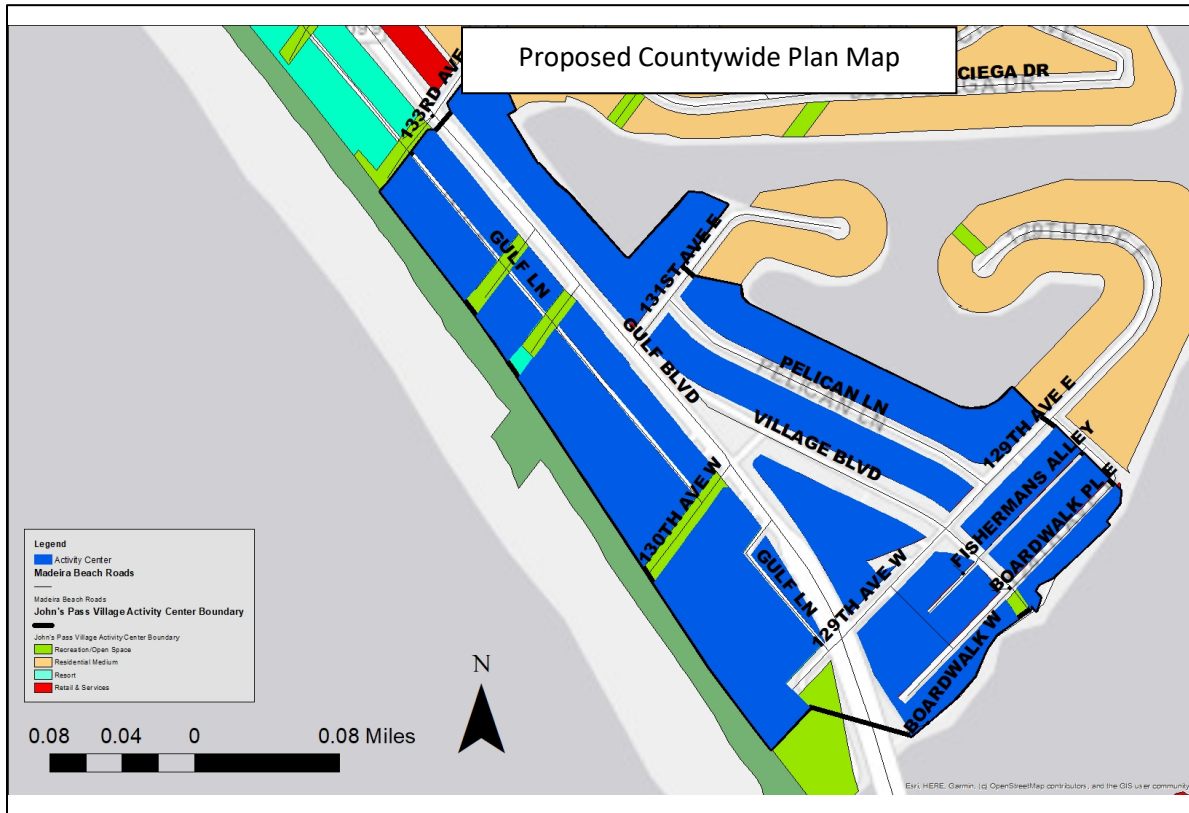 Proposed Countywide Plan Map
CIEGA DR
133RD AVE
129TH AVE E
GULF LN
131ST AVE E
GULF BLVD
PELICAN LN
PELICAN LN
VILLAGE BLVD
129TH AVE E
FISHERMANS ALLEY
BOARDWALK PL E
130TH AVE W
GULF LN
129TH AVE W
BOARDWALK W
Legend
Activity Center
Madeira Beach Roads
Madeira Beach Roads
John's Pass Village Activity Center Boundary
John's Pass Village Activity Center Boundary
Recreation/Open Space
Residential Medium
Resort
Retail & Services
N
0.08 0.04 0 0.08 Miles
Esri, HERE, Garmin, (c) OpenStreetMap contributors, and the GIS user community